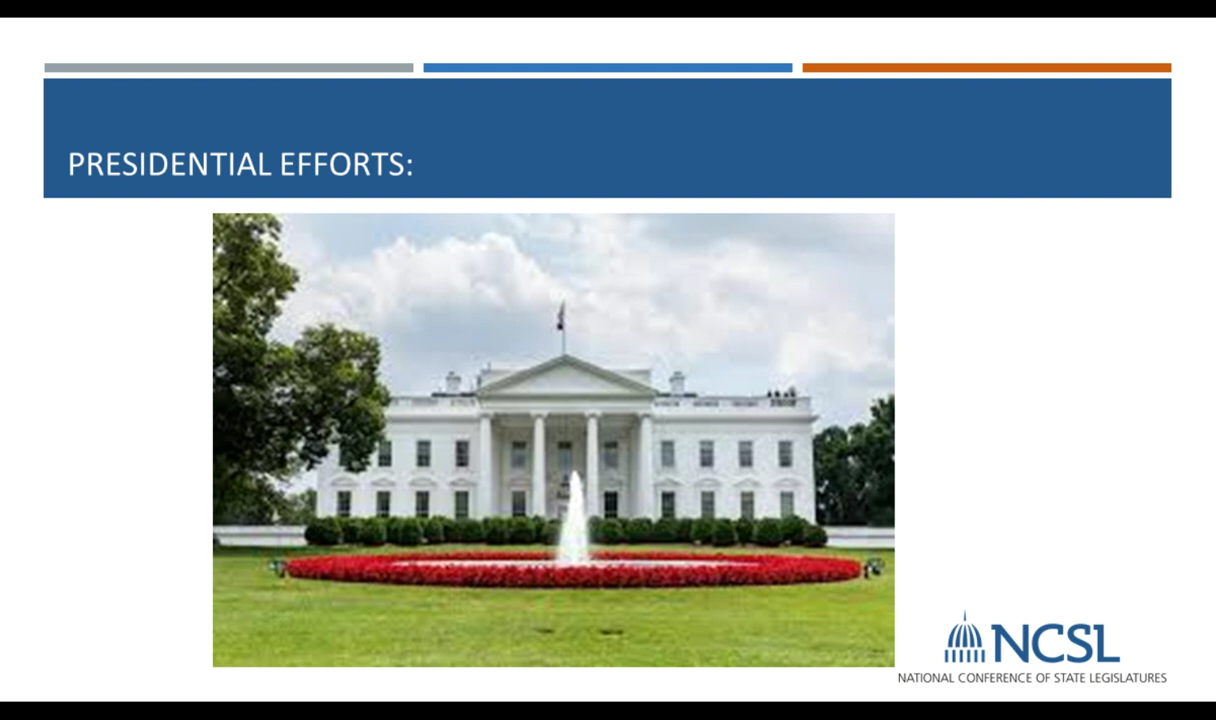 PRESIDENTIAL EFFORTS:
NCSL
NATIONAL CONFERENCE OF STATE LEGISLATURES